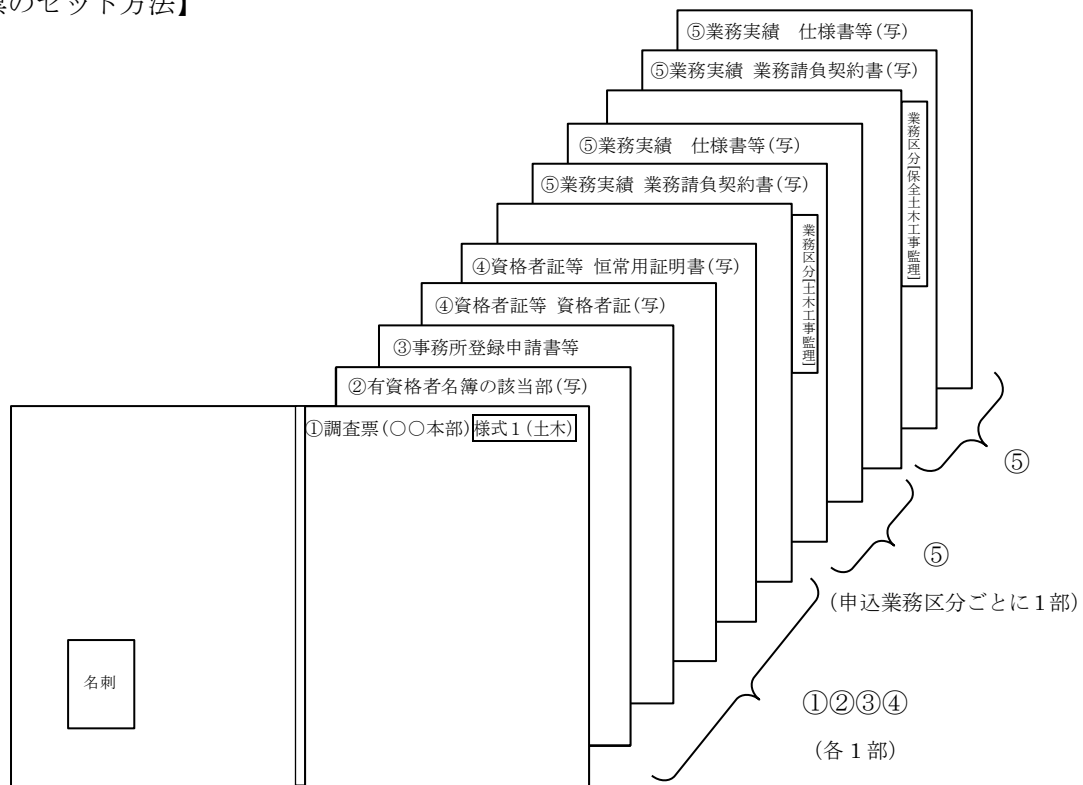 のセット方法】
⑤業務実績 仕様書等(写)
⑤業務実績 業務請負契約書(写)
業務区分[保全土木工事監理]
⑤業務実績 仕様書等(写)
⑤業務実績 業務請負契約書(写)
業務区分[土木工事監理]
④資格者証等 恒常用証明書(写)
④資格者証等 資格者証(写)
③事務所登録申請書等
②有資格者名簿の該当部(写)
①調査票(〇〇本部)様式1(土木)
名刺
⑤
⑤
(申込業務区分ごとに1部)
①②③④
(各1部)